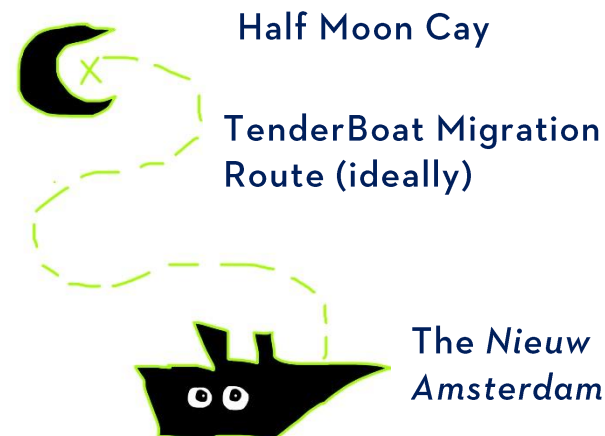 Half Moon Cay
TenderBoat Migration
Route (ideally)
The Nieuw
Amsterdam